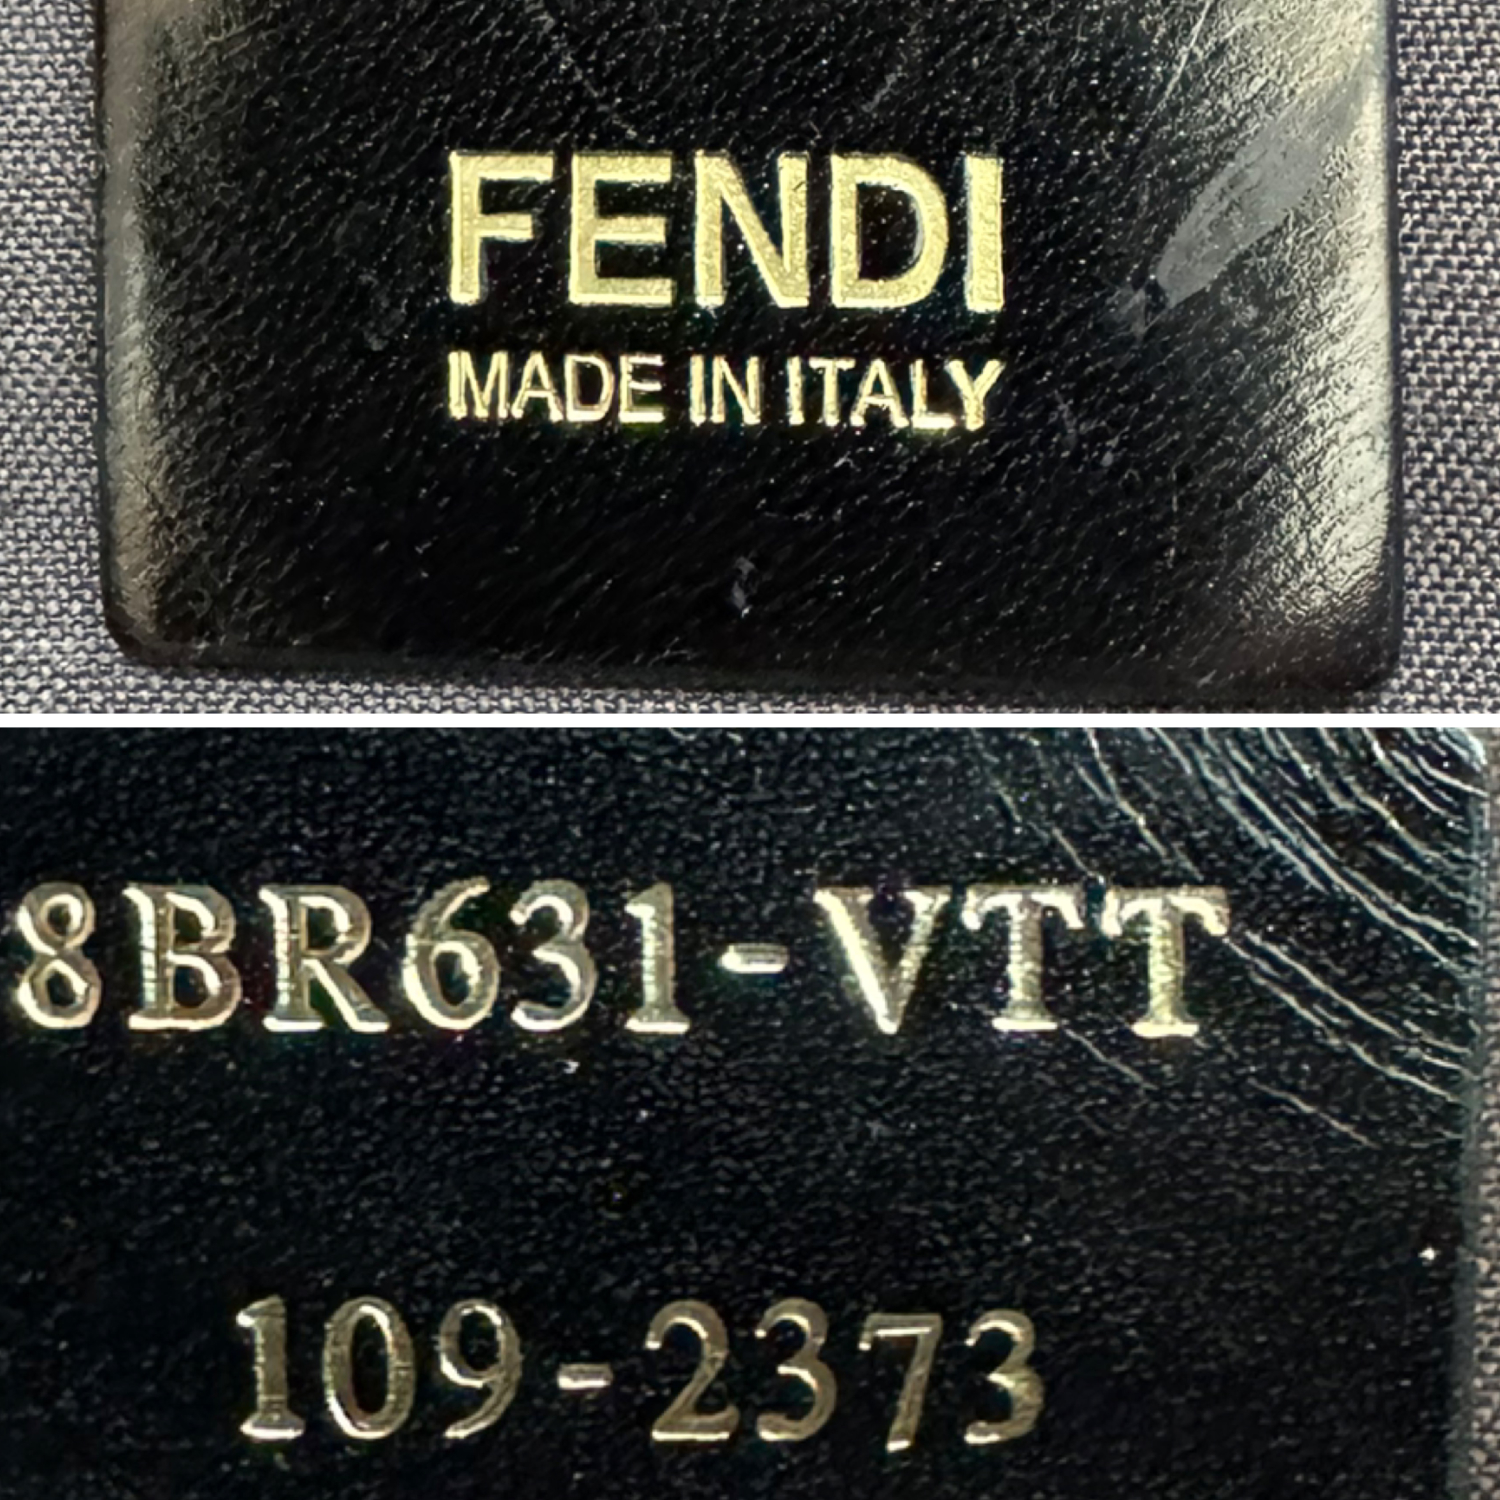 FENDI
MADE IN ITALY
8BR631-VTT
109-2373